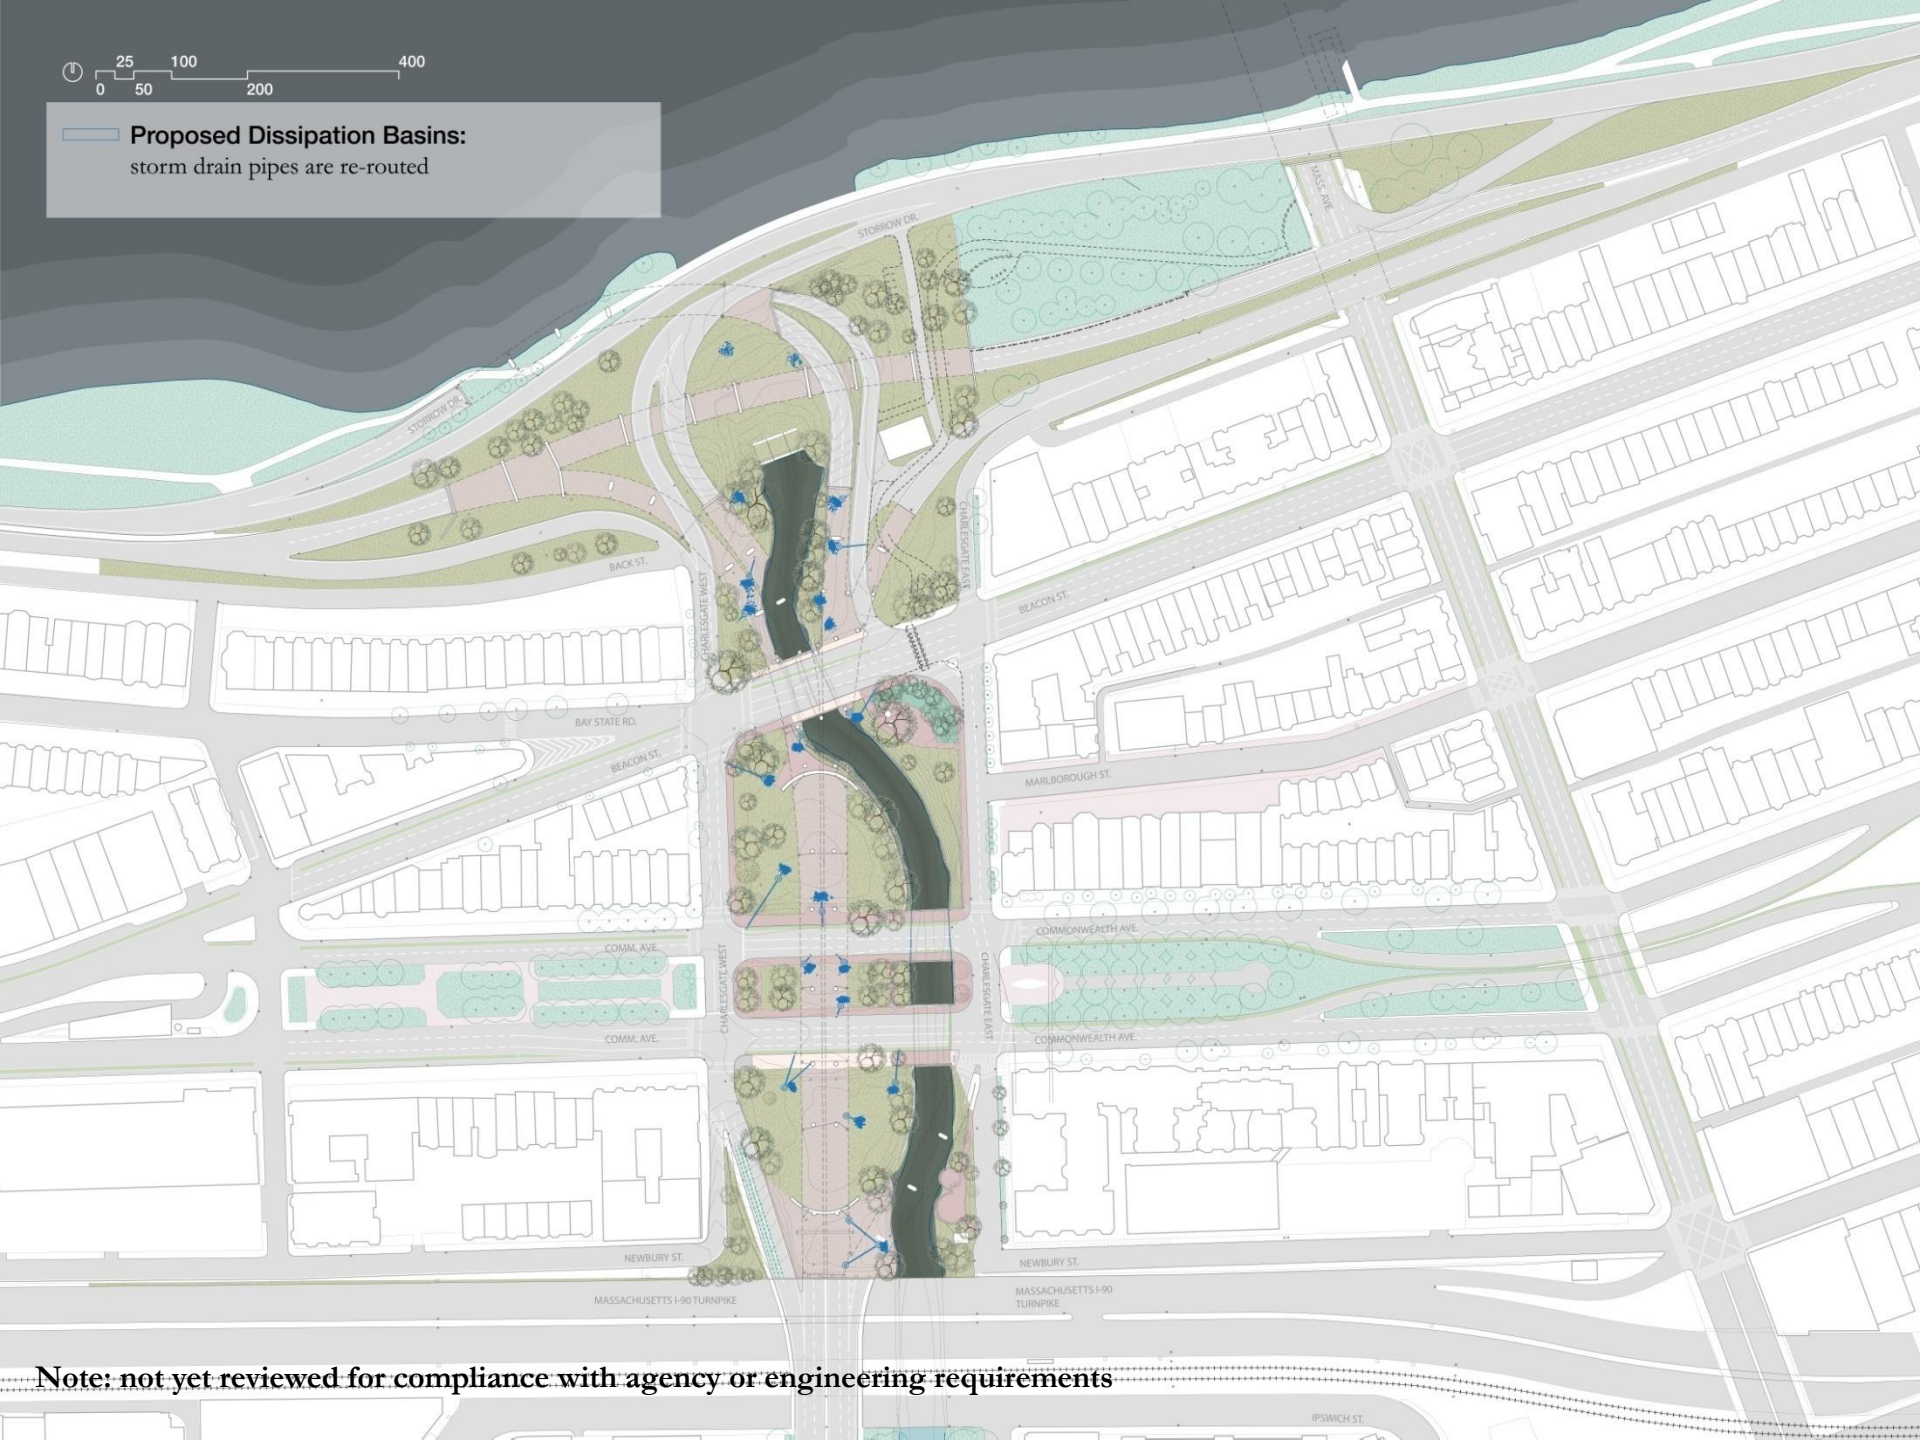 25 100 400
0 50 200
Proposed Dissipation Basins:
storm drain pipes are re-routed
MASS. AVE.
STORROW DR.
STORROW DR.
CHARLESGATE EAST
BACK ST.
CHARLESGATE WEST
BEACON ST.
BAY STATE RD.
BEACON ST.
MARLBOROUGH ST.
COMMONWEALTH AVE.
COMM. AVE.
CHARLESGATE WEST
CHARLESGATE EAST
COMM. AVE.
COMMONWEALTH AVE.
NEWBURY ST.
NEWBURY ST.
MASSACHUSETTS I-90 TURNPIKE
MASSACHUSETTS I-90
TURNPIKE
Note: not yet reviewed for compliance with agency or engineering requirements
IPSWICH ST.